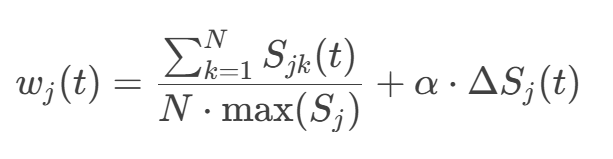 $w_j(t) = \frac{\sum_{k=1}^{N} S_{jk}(t)}{N \cdot \max(S_j)} + \alpha \cdot \Delta S_j(t)$